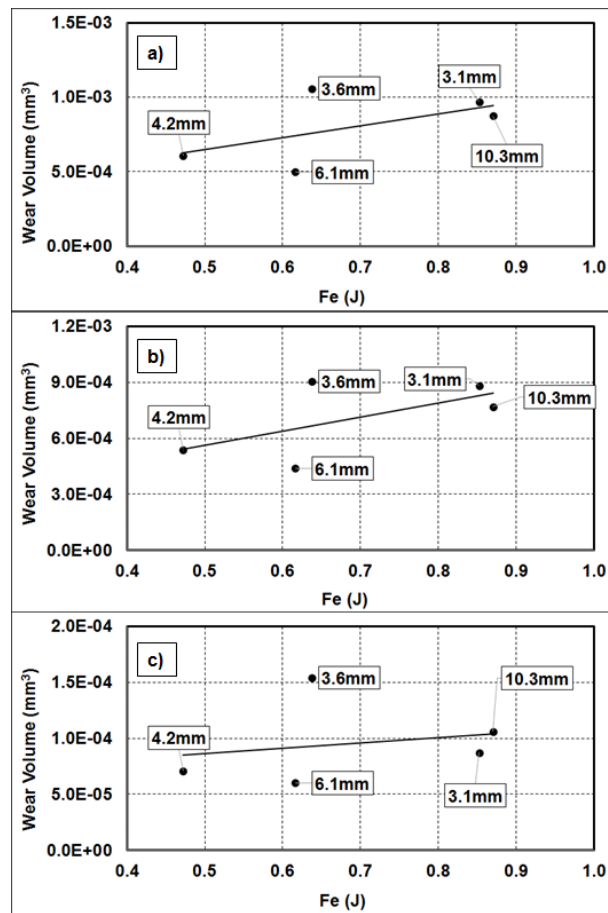 a)
Wear Volume (mm³)
1.5E-03
1.0E-03
5.0E-04
0.0E+00
4.2mm
3.6mm
6.1mm
3.1mm
10.3mm
0.4 0.5 0.6 0.7 0.8 0.9 1.0
Fe (J)
b)
Wear Volume (mm³)
1.2E-03
9.0E-04
6.0E-04
3.0E-04
0.0E+00
4.2mm
3.6mm
6.1mm
3.1mm
10.3mm
0.4 0.5 0.6 0.7 0.8 0.9 1.0
Fe (J)
c)
Wear Volume (mm³)
2.0E-04
1.5E-04
1.0E-04
5.0E-05
0.0E+00
4.2mm
3.6mm
6.1mm
10.3mm
3.1mm
0.4 0.5 0.6 0.7 0.8 0.9 1.0
Fe (J)